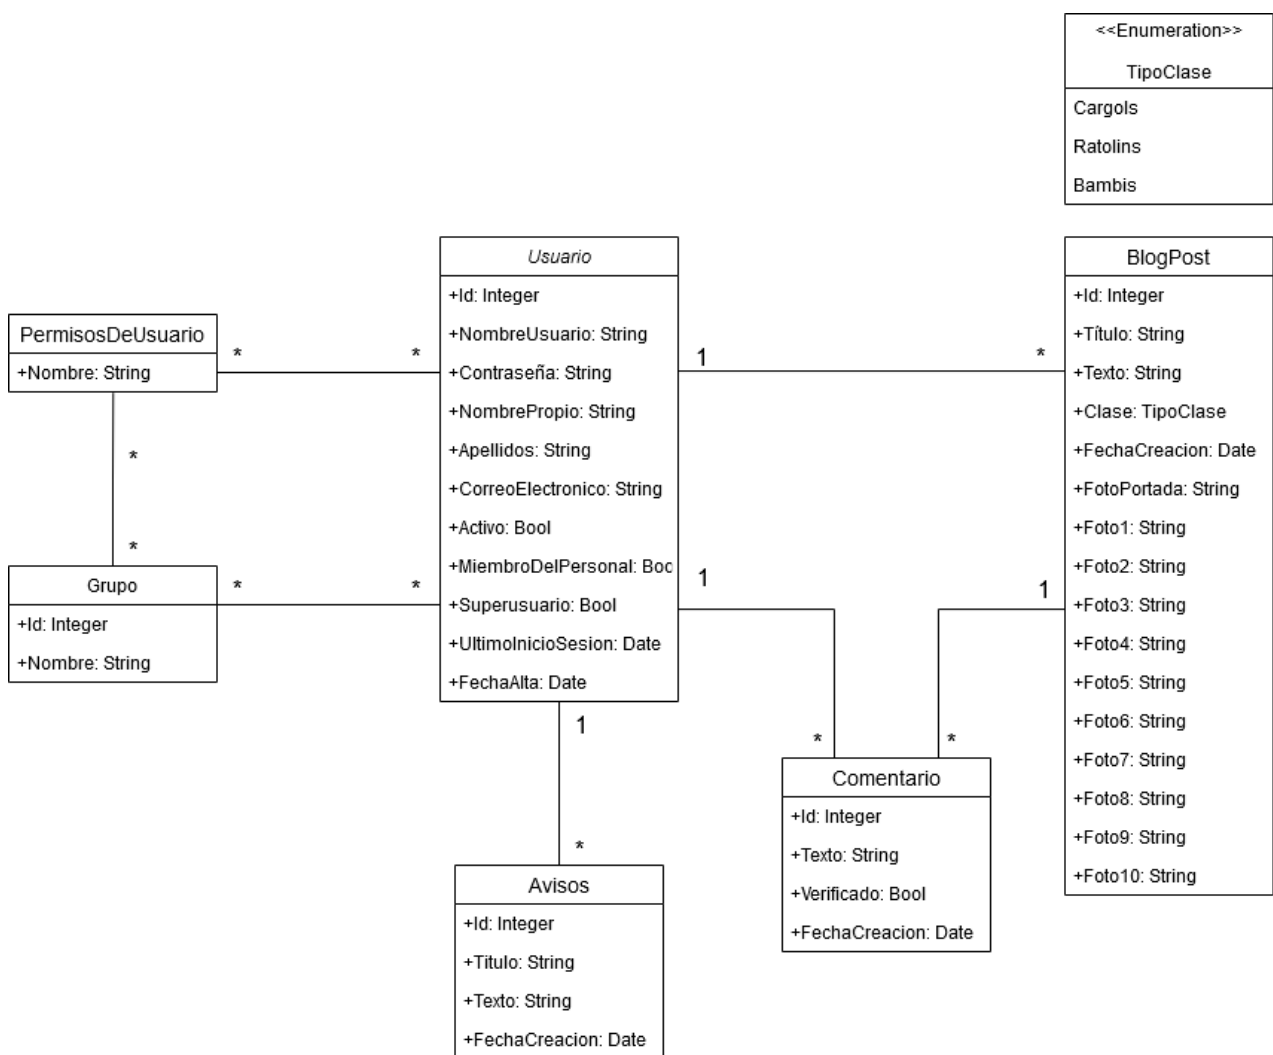 <<Enumeration>>
TipoClase
Cargols
Ratolins
Bambis
Usuario
+Id: Integer
+NombreUsuario: String
+Contraseña: String
+NombrePropio: String
+Apellidos: String
+CorreoElectronico: String
+Activo: Bool
+MiembroDelPersonal: Boo
+Superusuario: Bool
+UltimoInicioSesion: Date
+FechaAlta: Date
BlogPost
+Id: Integer
+Título: String
+Texto: String
+Clase: TipoClase
+FechaCreacion: Date
+FotoPortada: String
+Foto1: String
+Foto2: String
+Foto3: String
+Foto4: String
+Foto5: String
+Foto6: String
+Foto7: String
+Foto8: String
+Foto9: String
+Foto10: String
PermisosDeUsuario
+Nombre: String
* *
1 *
*
*
Grupo
+Id: Integer
+Nombre: String
* *
1
1
1
* *
*
Comentario
+Id: Integer
+Texto: String
+Verificado: Bool
+FechaCreacion: Date
Avisos
+Id: Integer
+Titulo: String
+Texto: String
+FechaCreacion: Date